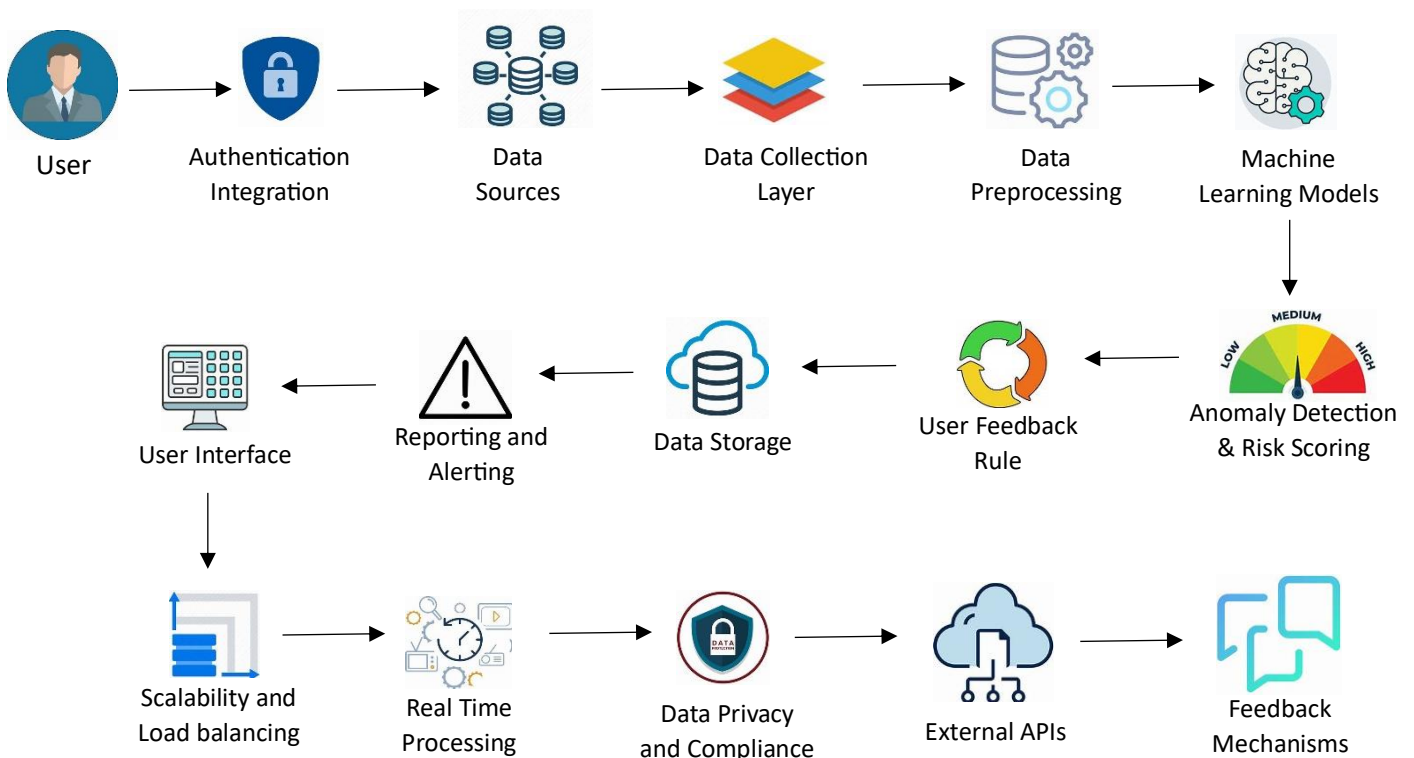 User
Authentication
Integration
Data
Sources
Data Collection
Layer
Data
Preprocessing
Machine
Learning Models
User Interface
Reporting and
Alerting
Data Storage
User Feedback
Rule
LOW
MEDIUM
HIGH
Anomaly Detection
& Risk Scoring
Scalability and
Load balancing
Real Time
Processing
DATA
PROTECTION
Data Privacy
and Compliance
External APIs
Feedback
Mechanisms